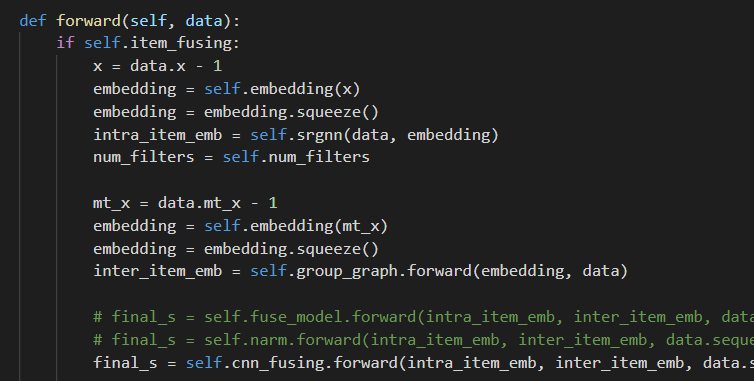 def forward(self, data):
if self.item_fusing:
x = data.x - 1
embedding = self.embedding(x)
embedding = embedding.squeeze()
intra_item_emb = self.srgnn(data, embedding)
num_filters = self.num_filters
mt_x = data.mt_x - 1
embedding = self.embedding(mt_x)
embedding = embedding.squeeze()
inter_item_emb = self.group_graph.forward(embedding, data)
# final_s = self.fuse_model.forward(intra_item_emb, inter_item_emb, data
# final_s = self.narm.forward(intra_item_emb, inter_item_emb, data.seque
final_s = self.cnn_fusing.forward(intra_item_emb, inter_item_emb, data.s